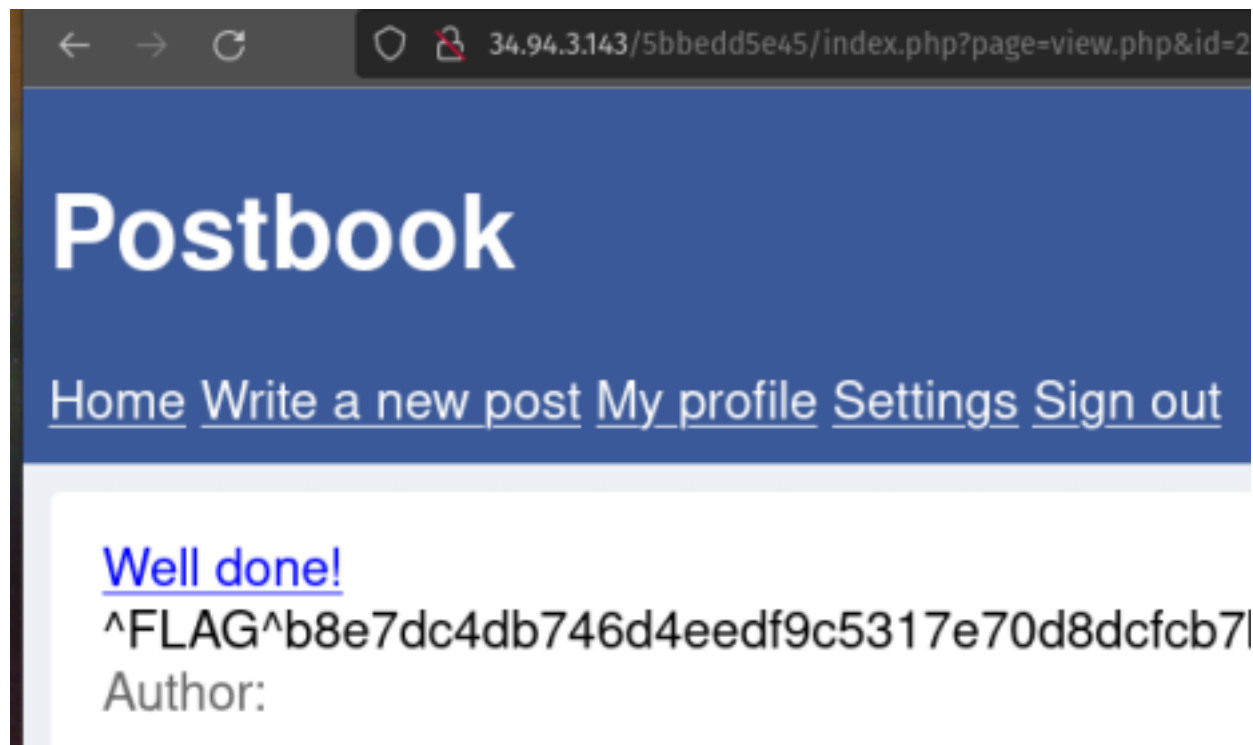 34.94.3.143/5bbedd5e45/index.php?page=view.php&id=2
Postbook
Home Write a new post My profile Settings Sign out
Well done!
^FLAG^b8e7dc4db746d4eedf9c5317e70d8dcfcb7
Author: